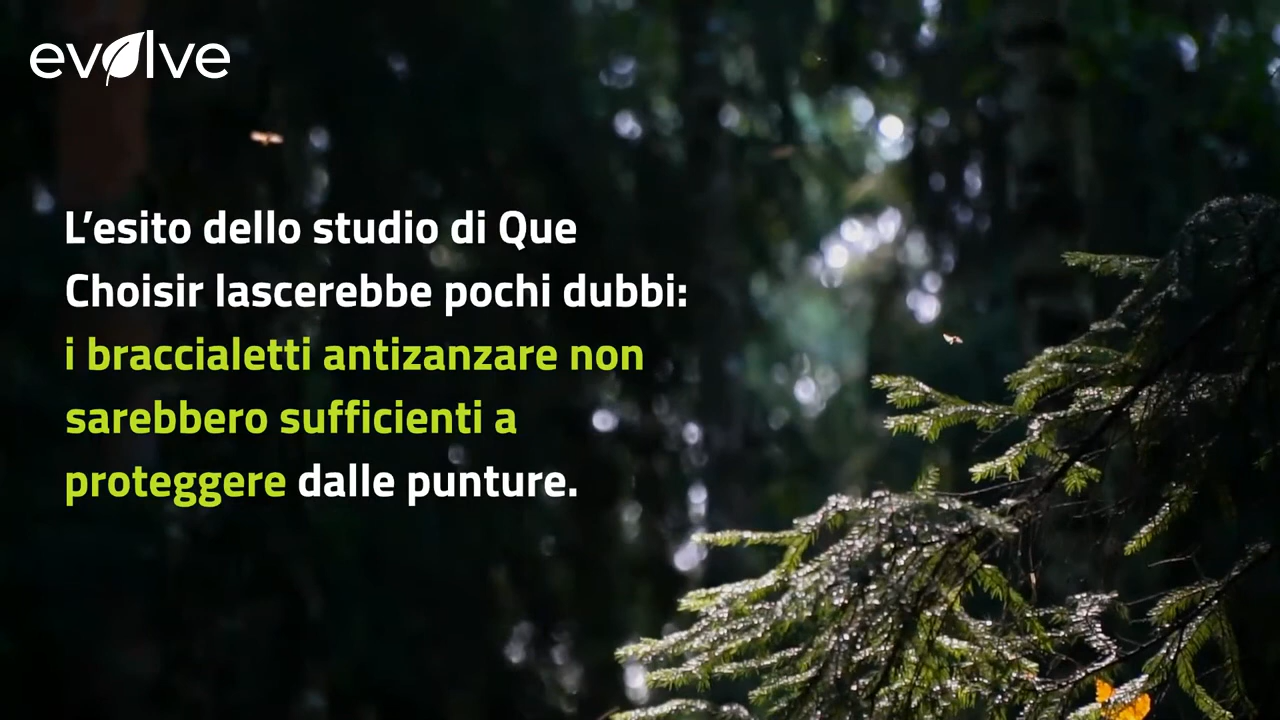 evolve
L’esito dello studio di Que
Choisir lascerebbe pochi dubbi:
i braccialetti antizanzare non
sarebbero sufficienti a
proteggere dalle punture.